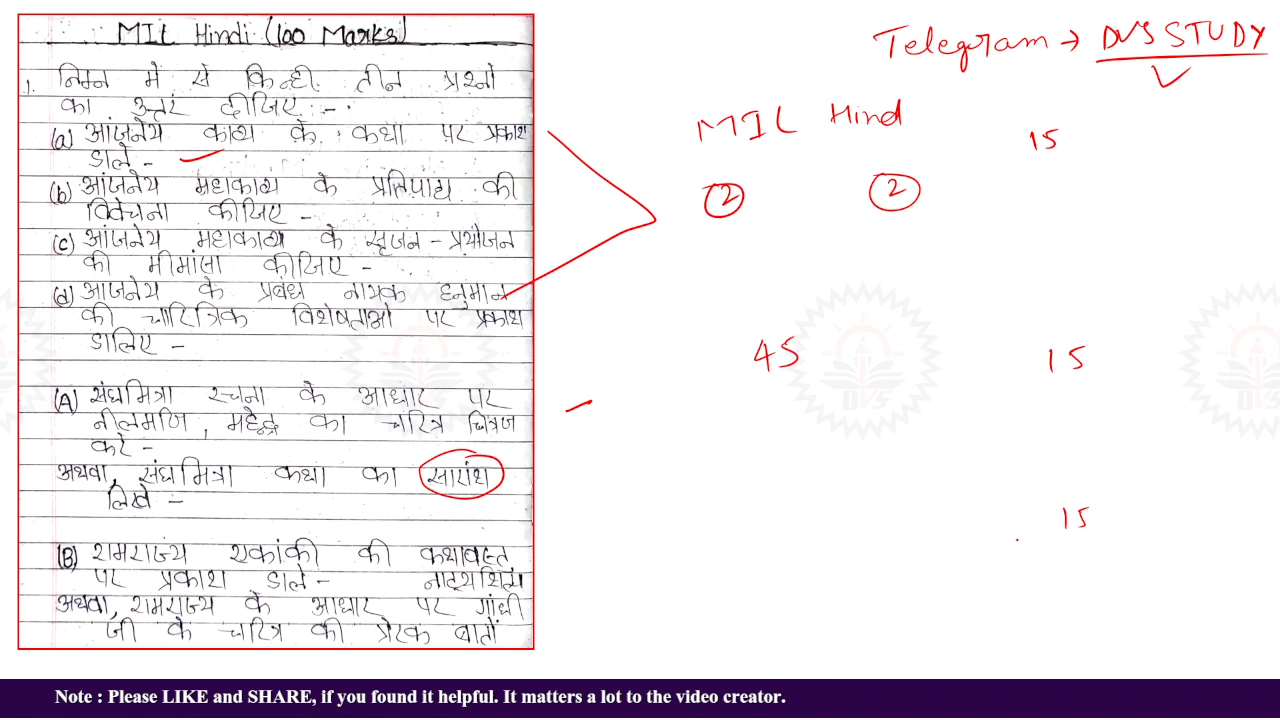 MIL Hindi (100 Marks)
1. निम्न में से किन्ही तीन प्रश्नो
का उत्तर दीजिए :-
(a) आंजनेय काव्य के कथा पर प्रकाश
डाले -
(b) आंजनेय महाकाव्य के प्रतिपाद्य की
विवेचना कीजिए -
(c) आंजनेय महाकाव्य के सृजन - प्रयोजन
की मीमांसा कीजिए -
(d) आंजनेय के प्रबंध नायक हनुमान
की चारित्रिक विशेषताओ पर प्रकाश
डालिए -
(A) संघमित्रा रचना के आधार पर
नीलमणि, महेन्द्र का चरित्र चित्रण
करे -
अथवा, संघमित्रा कथा का सारांश
लिखे -
(B) रामराज्य एकांकी की कथावस्तु
पर प्रकाश डाले - नाट्यशिल्प
अथवा, रामराज्य के आधार पर गांधी
जी के चरित्र की प्रेरक बातों
Telegram → DVS STUDY
MIL Hind
15
2 2
45 15
15
DVS
DVS
DVS
DVS
Note : Please LIKE and SHARE, if you found it helpful. It matters a lot to the video creator.